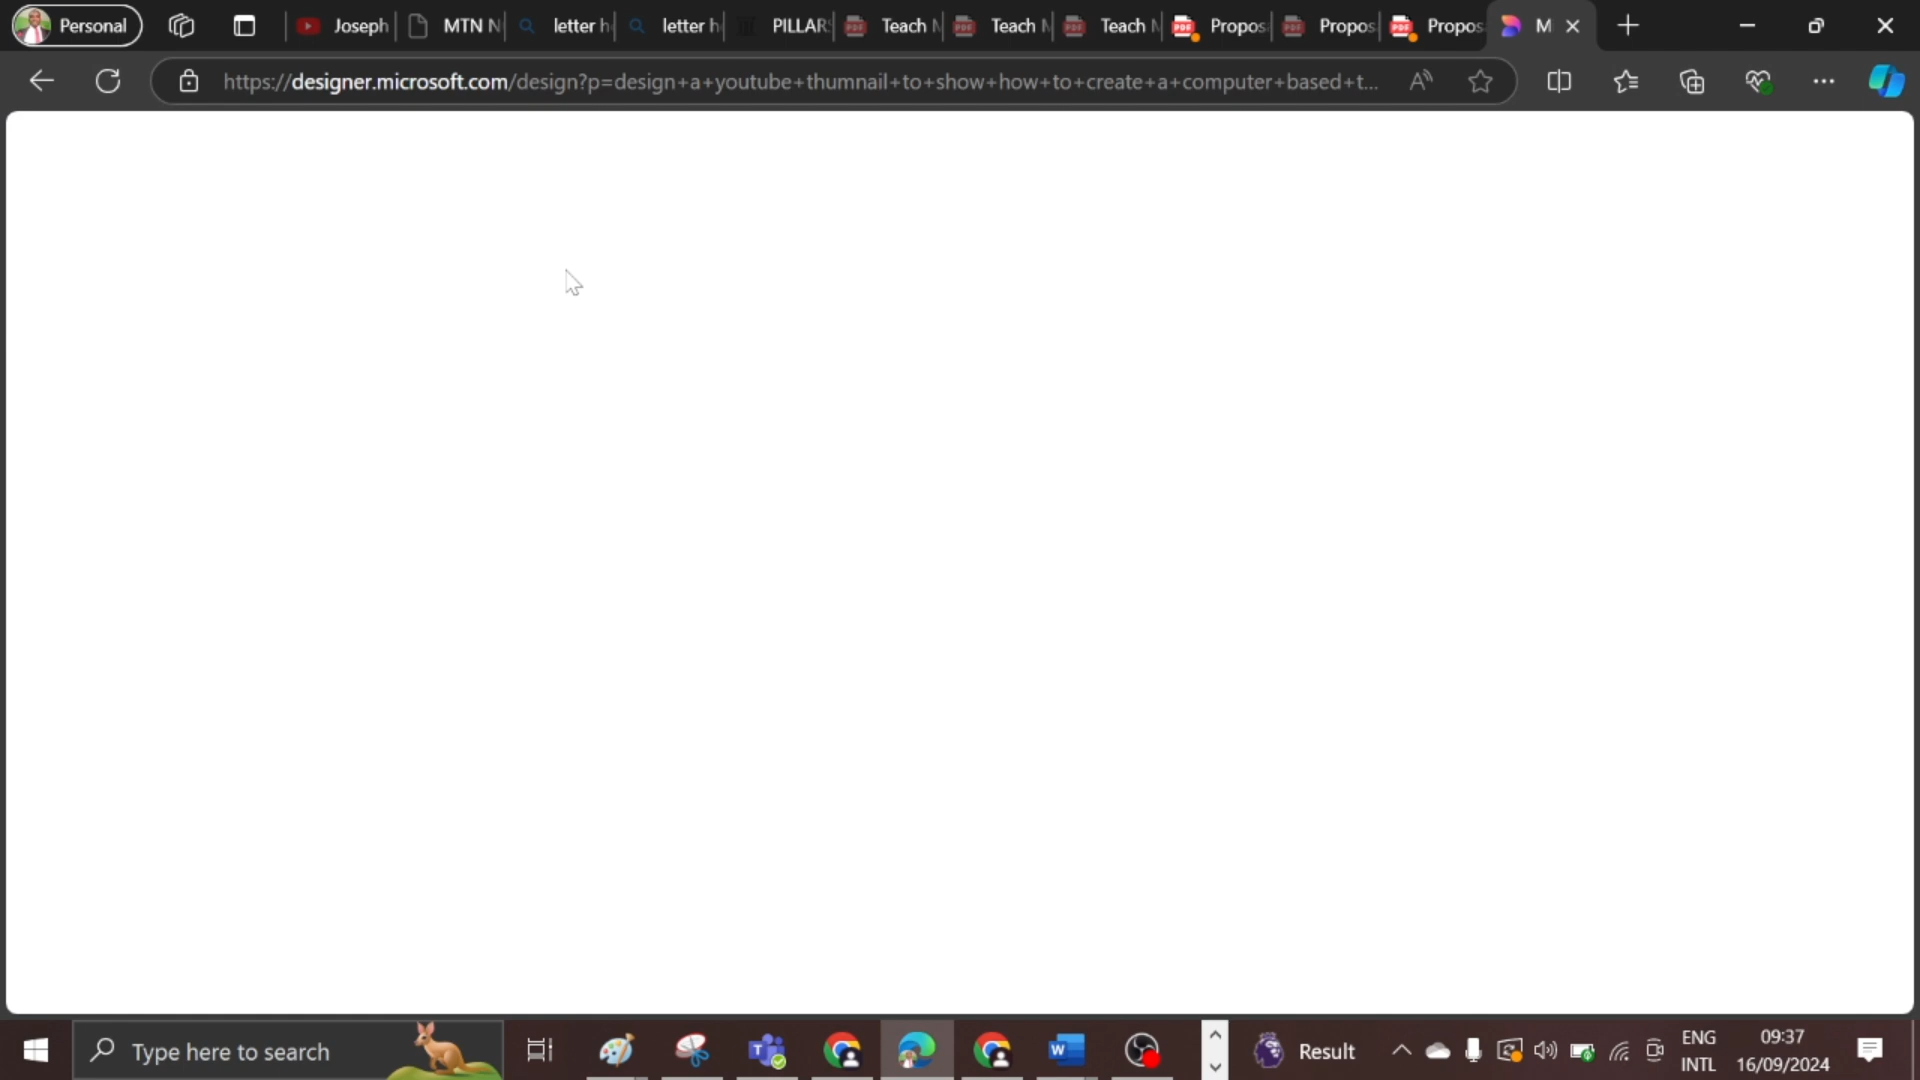 Personal
Joseph
MTN N
letter h
letter h
PILLAR
Teach M
Teach M
Teach M
Propos
Propos
Propos
M
https://designer.microsoft.com/design?p=design+a+youtube+thumnail+to+show+how+to+create+a+computer+based+t...
Type here to search
Result
ENG
INTL
09:37
16/09/2024